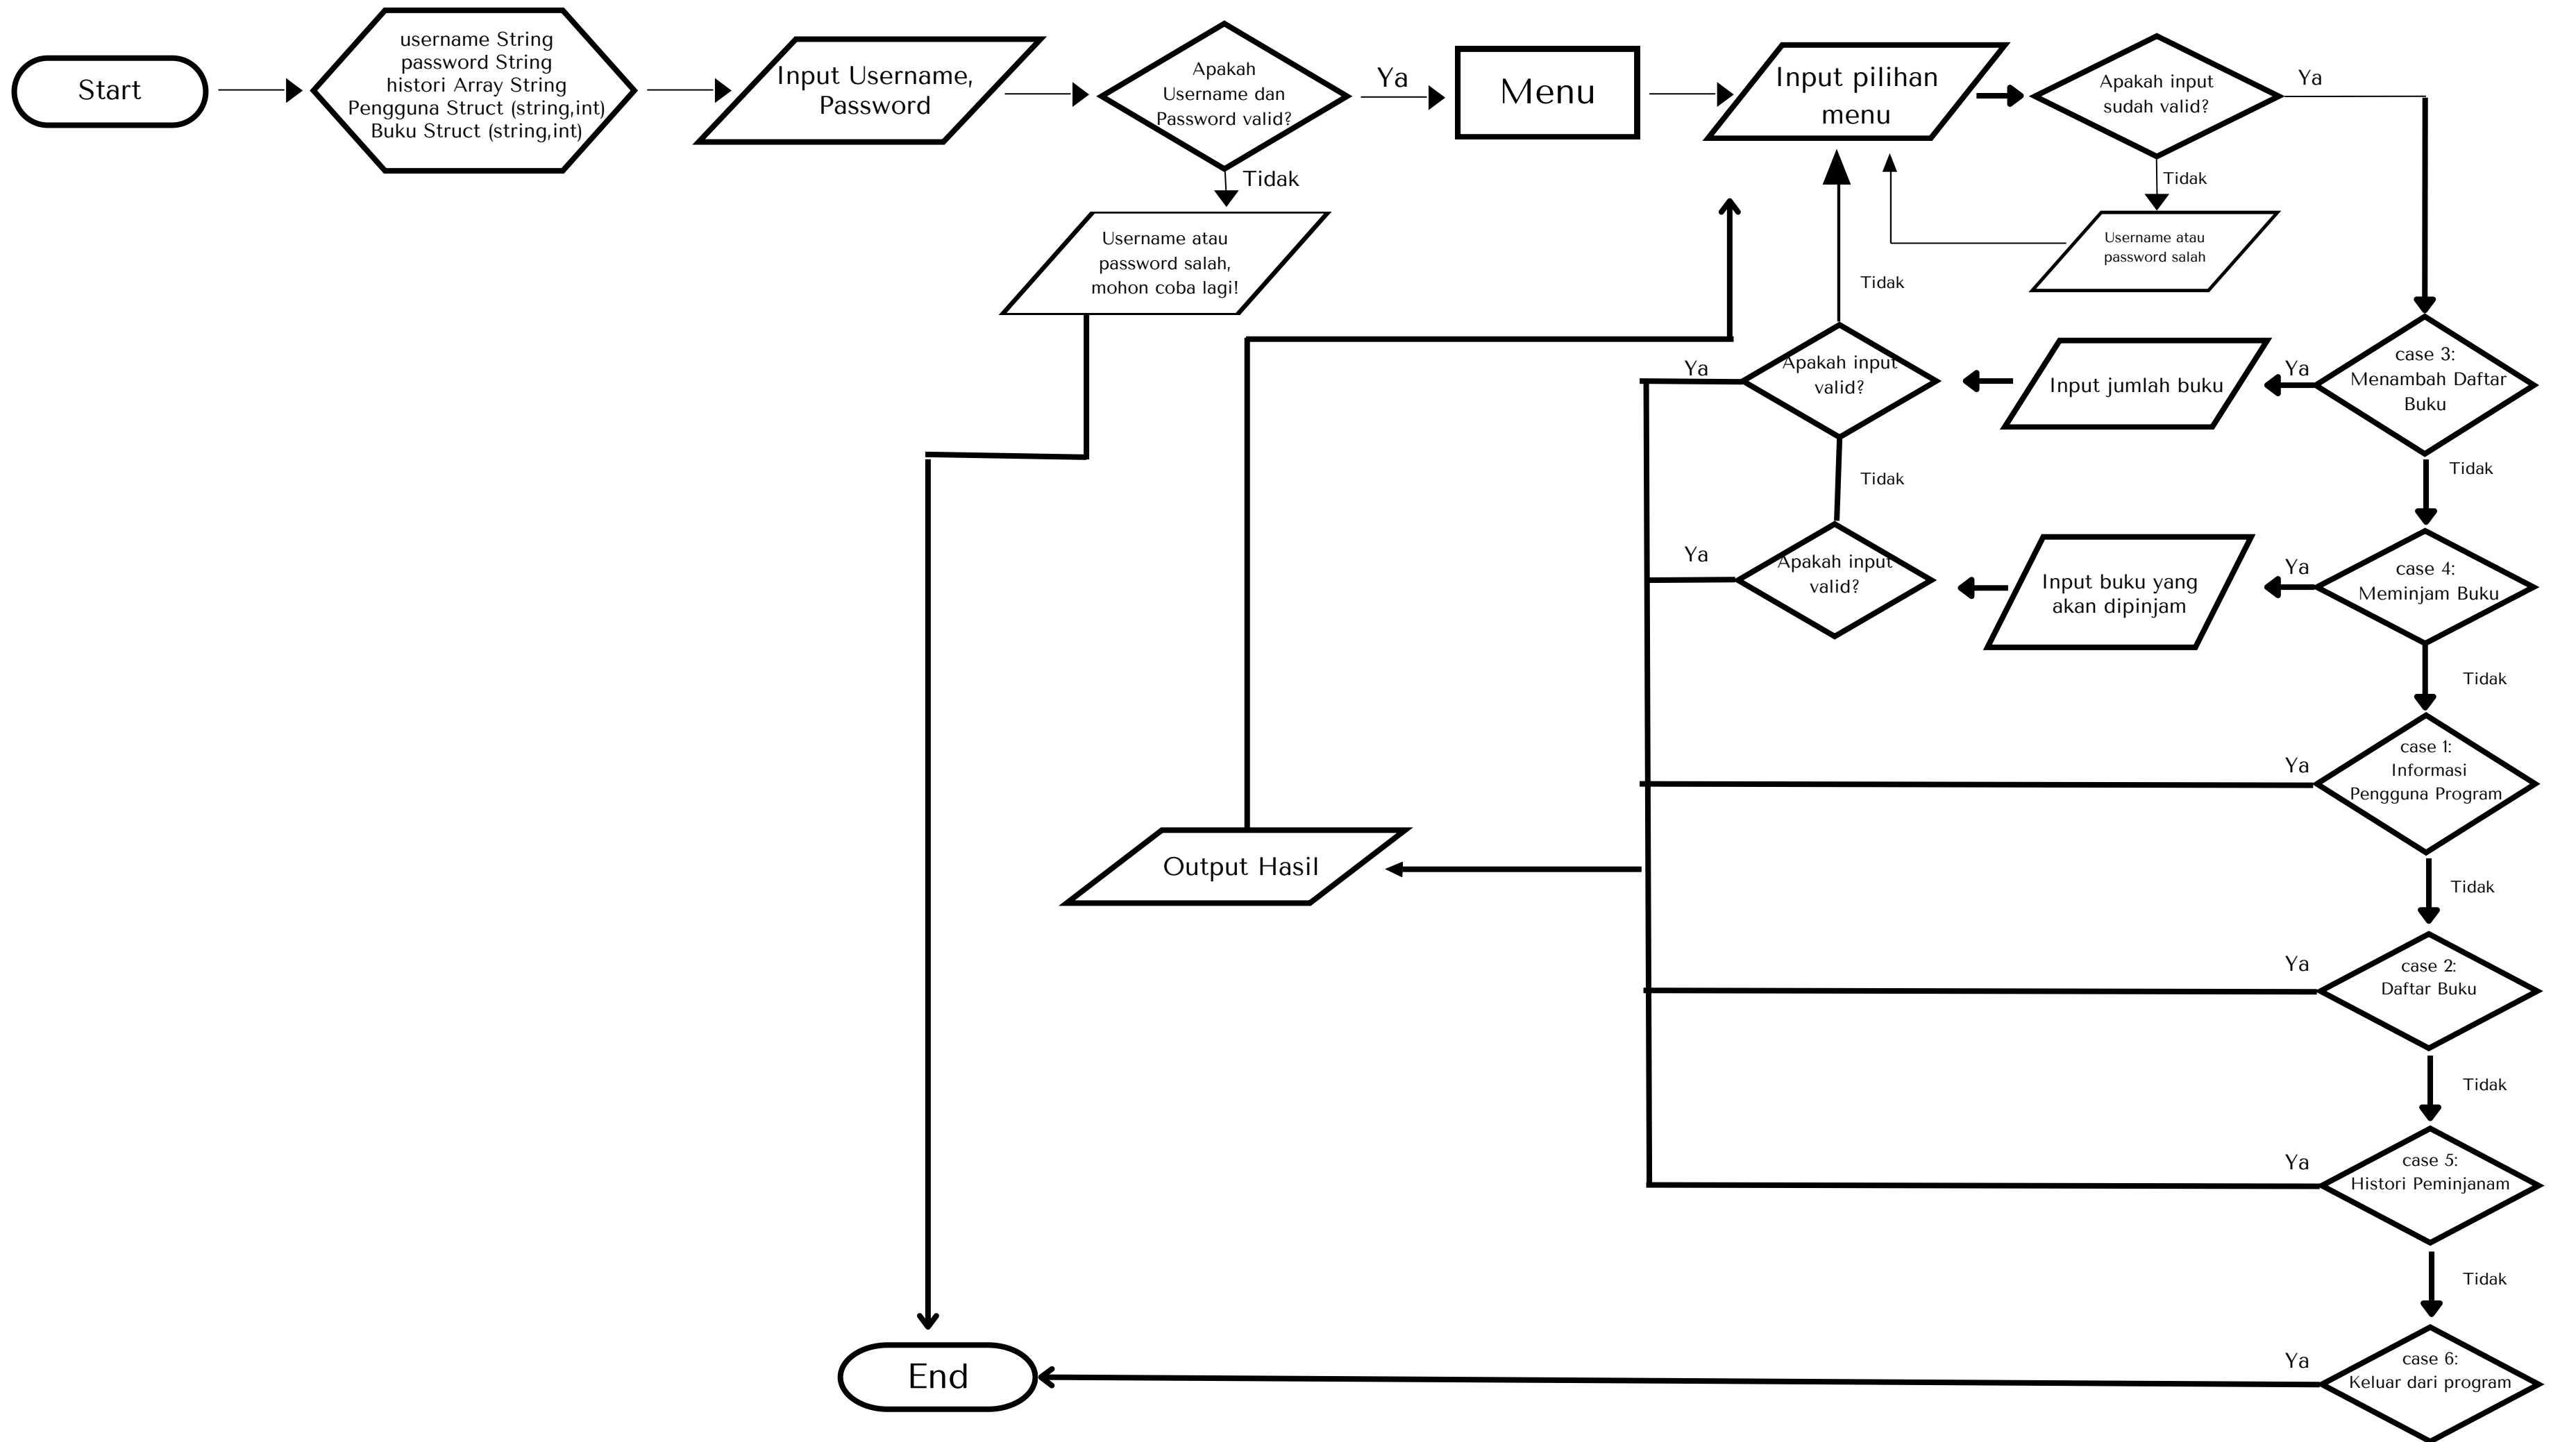 Start
username String
password String
histori Array String
Pengguna Struct (string,int)
Buku Struct (string,int)
Input Username,
Password
Apakah
Username dan
Password valid?
Ya
Menu
Input pilihan
menu
Apakah input
sudah valid?
Ya
Tidak
Username atau
password salah,
mohon coba lagi!
Tidak
Username atau
password salah
Tidak
Ya
Apakah input
valid?
Input jumlah buku
Ya
case 3:
Menambah Daftar
Buku
Tidak
Tidak
Ya
Apakah input
valid?
Input buku yang
akan dipinjam
Ya
case 4:
Meminjam Buku
Tidak
Ya
case 1:
Informasi
Pengguna Program
Output Hasil
Tidak
Ya
case 2:
Daftar Buku
Tidak
Ya
case 5:
Histori Peminjanam
Tidak
End
Ya
case 6:
Keluar dari program